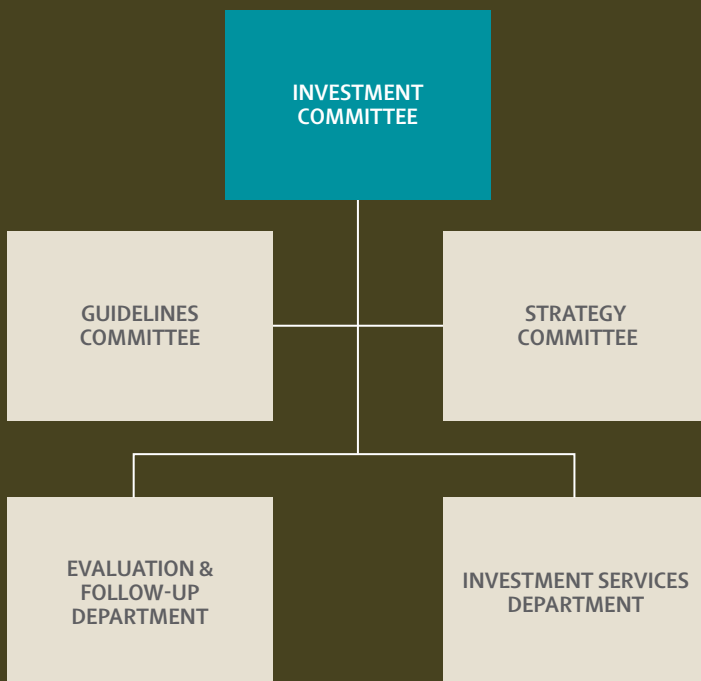 INVESTMENT
COMMITTEE
GUIDELINES
COMMITTEE
STRATEGY
COMMITTEE
EVALUATION &
FOLLOW-UP
DEPARTMENT
INVESTMENT SERVICES
DEPARTMENT